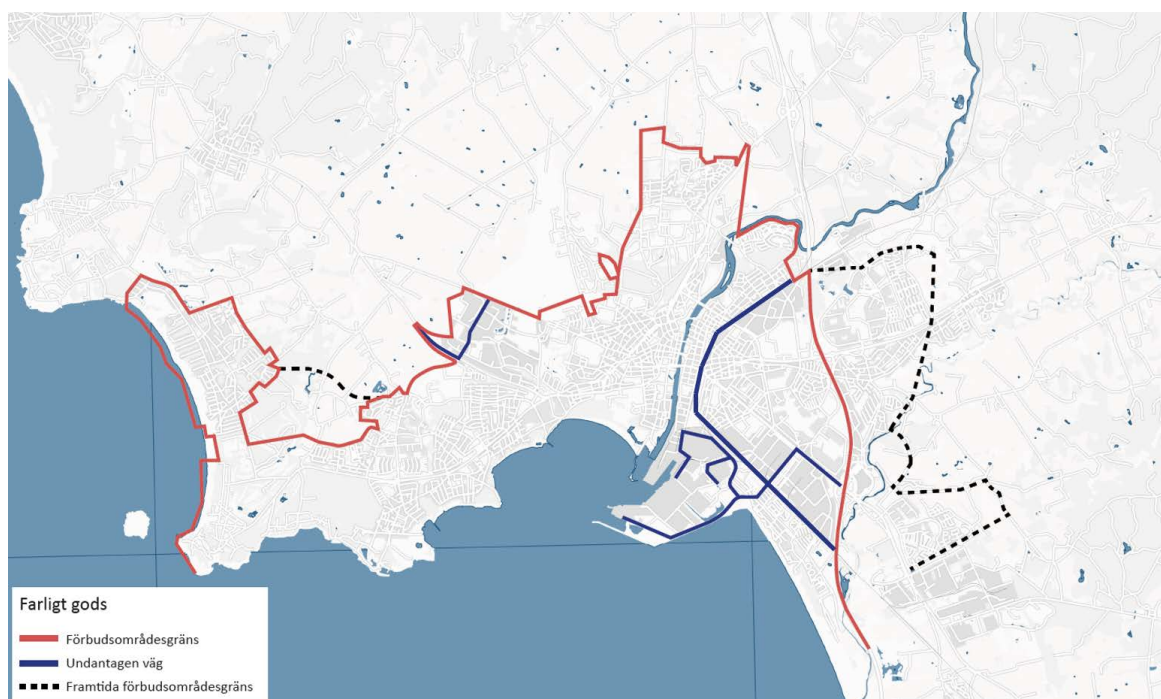 Farligt gods
Förbudsområdesgräns
Undantagen väg
Framtida förbudsområdesgräns